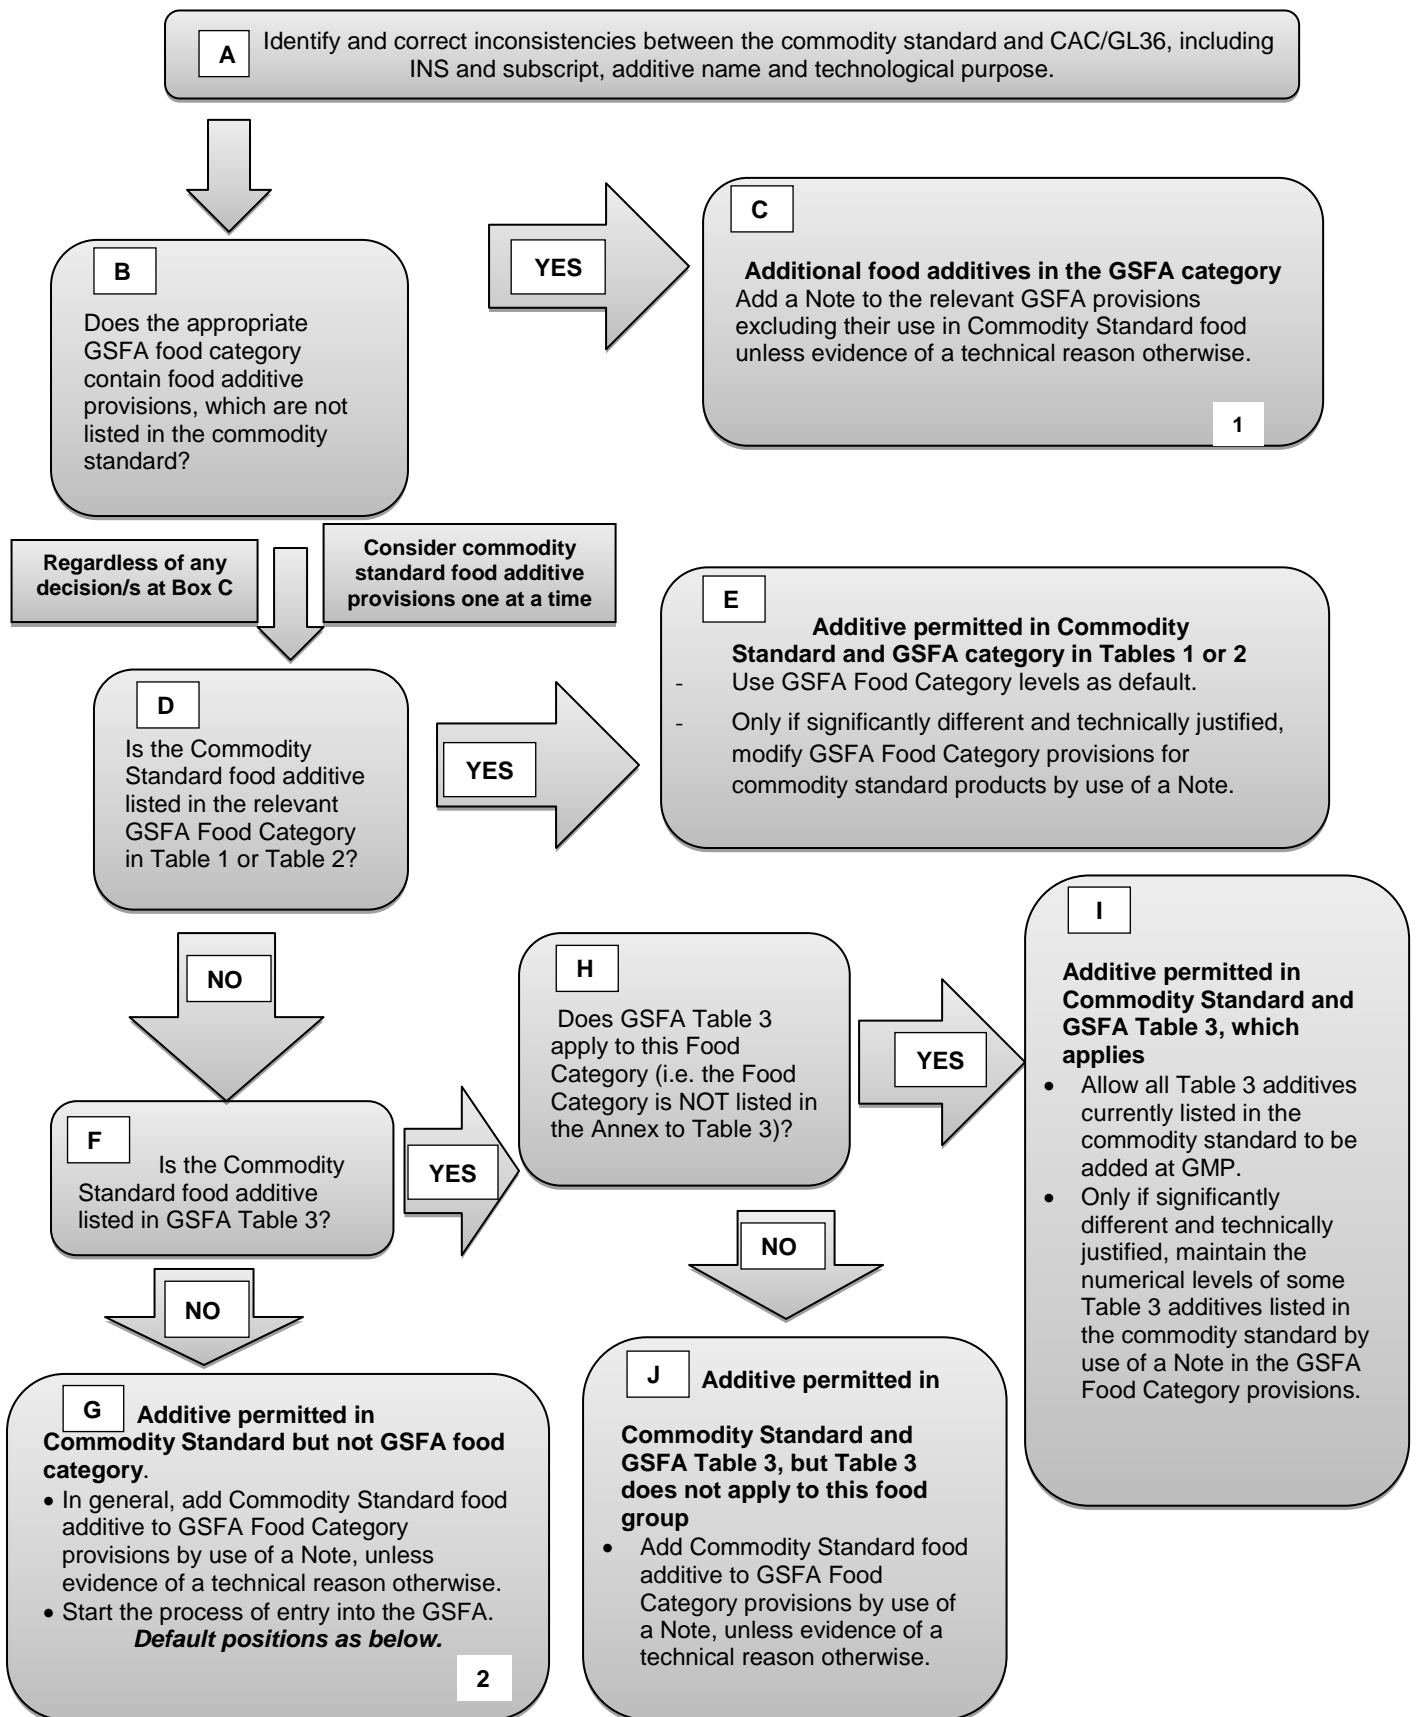 A
Identify and correct inconsistencies between the commodity standard and CAC/GL36, including
INS and subscript, additive name and technological purpose.
B
Does the appropriate
GSFA food category
contain food additive
provisions, which are not
listed in the commodity
standard?
YES
C
Additional food additives in the GSFA category
Add a Note to the relevant GSFA provisions
excluding their use in Commodity Standard food
unless evidence of a technical reason otherwise.
1
Regardless of any
decision/s at Box C
Consider commodity
standard food additive
provisions one at a time
D
Is the Commodity
Standard food additive
listed in the relevant
GSFA Food Category
in Table 1 or Table 2?
YES
E
Additive permitted in Commodity
Standard and GSFA category in Tables 1 or 2
- Use GSFA Food Category levels as default.
- Only if significantly different and technically justified,
modify GSFA Food Category provisions for
commodity standard products by use of a Note.
NO
F
Is the Commodity
Standard food additive
listed in GSFA Table 3?
YES
H
Does GSFA Table 3
apply to this Food
Category (i.e. the Food
Category is NOT listed in
the Annex to Table 3)?
YES
I
Additive permitted in
Commodity Standard and
GSFA Table 3, which
applies
• Allow all Table 3 additives
currently listed in the
commodity standard to be
added at GMP.
• Only if significantly
different and technically
justified, maintain the
numerical levels of some
Table 3 additives listed in
the commodity standard by
use of a Note in the GSFA
Food Category provisions.
NO
G
Additive permitted in
Commodity Standard but not GSFA food
category.
• In general, add Commodity Standard food
additive to GSFA Food Category
provisions by use of a Note, unless
evidence of a technical reason otherwise.
• Start the process of entry into the GSFA.
Default positions as below.
2
NO
J
Additive permitted in
Commodity Standard and
GSFA Table 3, but Table 3
does not apply to this food
group
• Add Commodity Standard food
additive to GSFA Food
Category provisions by use of
a Note, unless evidence of a
technical reason otherwise.